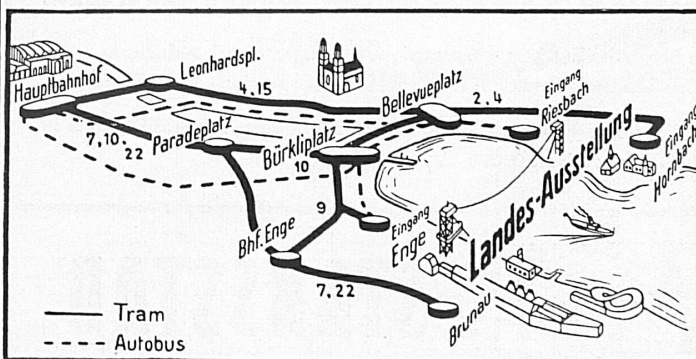 Hauptbahnhof
Leonhardspl.
4, 15
Bellevueplatz
2, 4
Eingang
Riesbach
Eingang
Hornbach
7, 10
22
Paradeplatz
Bürkliplatz
10
9
Bhf. Enge
Eingang
Enge
Landes-Ausstellung
7, 22
Brunau
Tram
Autobus